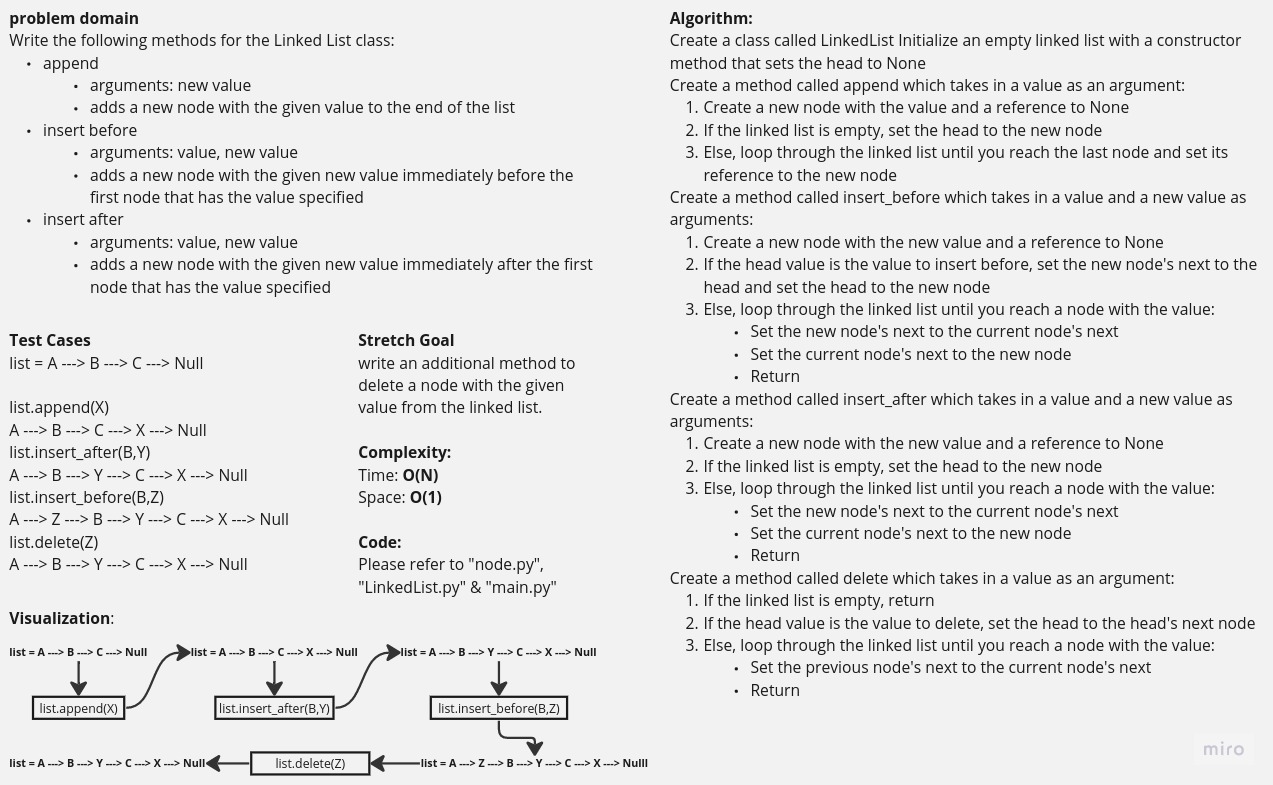 problem domain
Write the following methods for the Linked List class:
• append
• arguments: new value
• adds a new node with the given value to the end of the list
• insert before
• arguments: value, new value
• adds a new node with the given new value immediately before the
first node that has the value specified
• insert after
• arguments: value, new value
• adds a new node with the given new value immediately after the first
node that has the value specified
Test Cases
list = A ---> B ---> C ---> Null
list.append(X)
A ---> B ---> C ---> X ---> Null
list.insert_after(B,Y)
A ---> B ---> Y ---> C ---> X ---> Null
list.insert_before(B,Z)
A ---> Z ---> B ---> Y ---> C ---> X ---> Null
list.delete(Z)
A ---> B ---> Y ---> C ---> X ---> Null
Stretch Goal
write an additional method to
delete a node with the given
value from the linked list.
Complexity:
Time: O(N)
Space: O(1)
Code:
Please refer to "node.py",
"LinkedList.py" & "main.py"
Visualization:
list = A ---> B ---> C ---> Null
list = A ---> B ---> C ---> X ---> Null
list = A ---> B ---> Y ---> C ---> X ---> Null
list.append(X)
list.insert_after(B,Y)
list.insert_before(B,Z)
list = A ---> B ---> Y ---> C ---> X ---> Null
list.delete(Z)
list = A ---> Z ---> B ---> Y ---> C ---> X ---> Nulll
Algorithm:
Create a class called LinkedList Initialize an empty linked list with a constructor
method that sets the head to None
Create a method called append which takes in a value as an argument:
1. Create a new node with the value and a reference to None
2. If the linked list is empty, set the head to the new node
3. Else, loop through the linked list until you reach the last node and set its
reference to the new node
Create a method called insert_before which takes in a value and a new value as
arguments:
1. Create a new node with the new value and a reference to None
2. If the head value is the value to insert before, set the new node's next to the
head and set the head to the new node
3. Else, loop through the linked list until you reach a node with the value:
• Set the new node's next to the current node's next
• Set the current node's next to the new node
• Return
Create a method called insert_after which takes in a value and a new value as
arguments:
1. Create a new node with the new value and a reference to None
2. If the linked list is empty, set the head to the new node
3. Else, loop through the linked list until you reach a node with the value:
• Set the new node's next to the current node's next
• Set the current node's next to the new node
• Return
Create a method called delete which takes in a value as an argument:
1. If the linked list is empty, return
2. If the head value is the value to delete, set the head to the head's next node
3. Else, loop through the linked list until you reach a node with the value:
• Set the previous node's next to the current node's next
• Return
miro